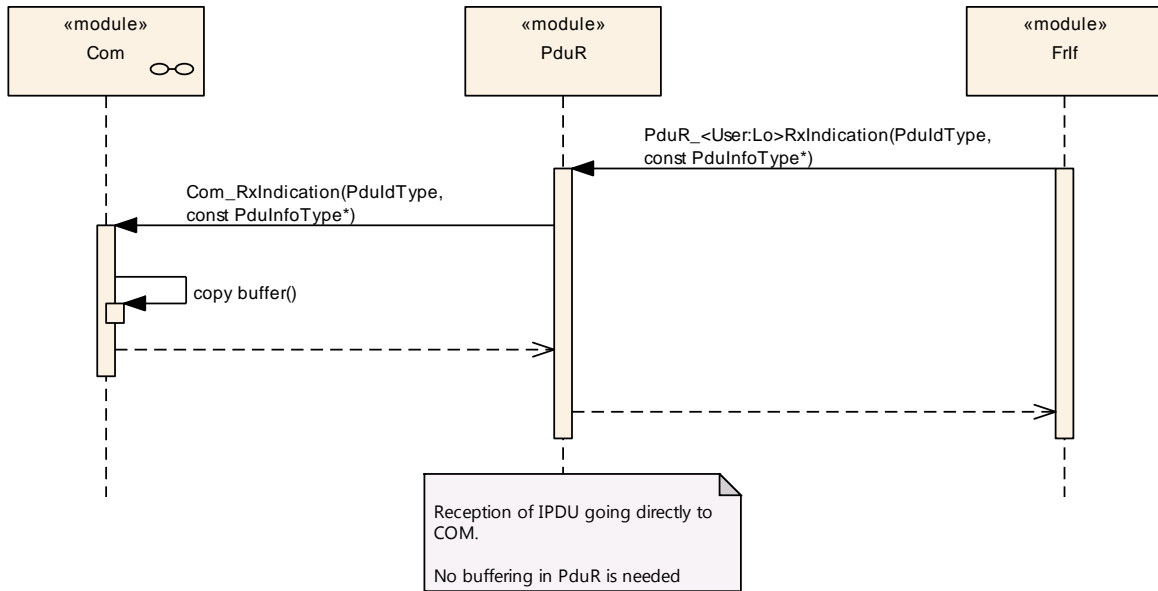 «module»
Com
«module»
PduR
«module»
FrIf
PduR_<User:Lo>RxIndication(PduIdType,
const PduInfoType*)
Com_RxIndication(PduIdType,
const PduInfoType*)
copy buffer()
Reception of IPDU going directly to
COM.
No buffering in PduR is needed